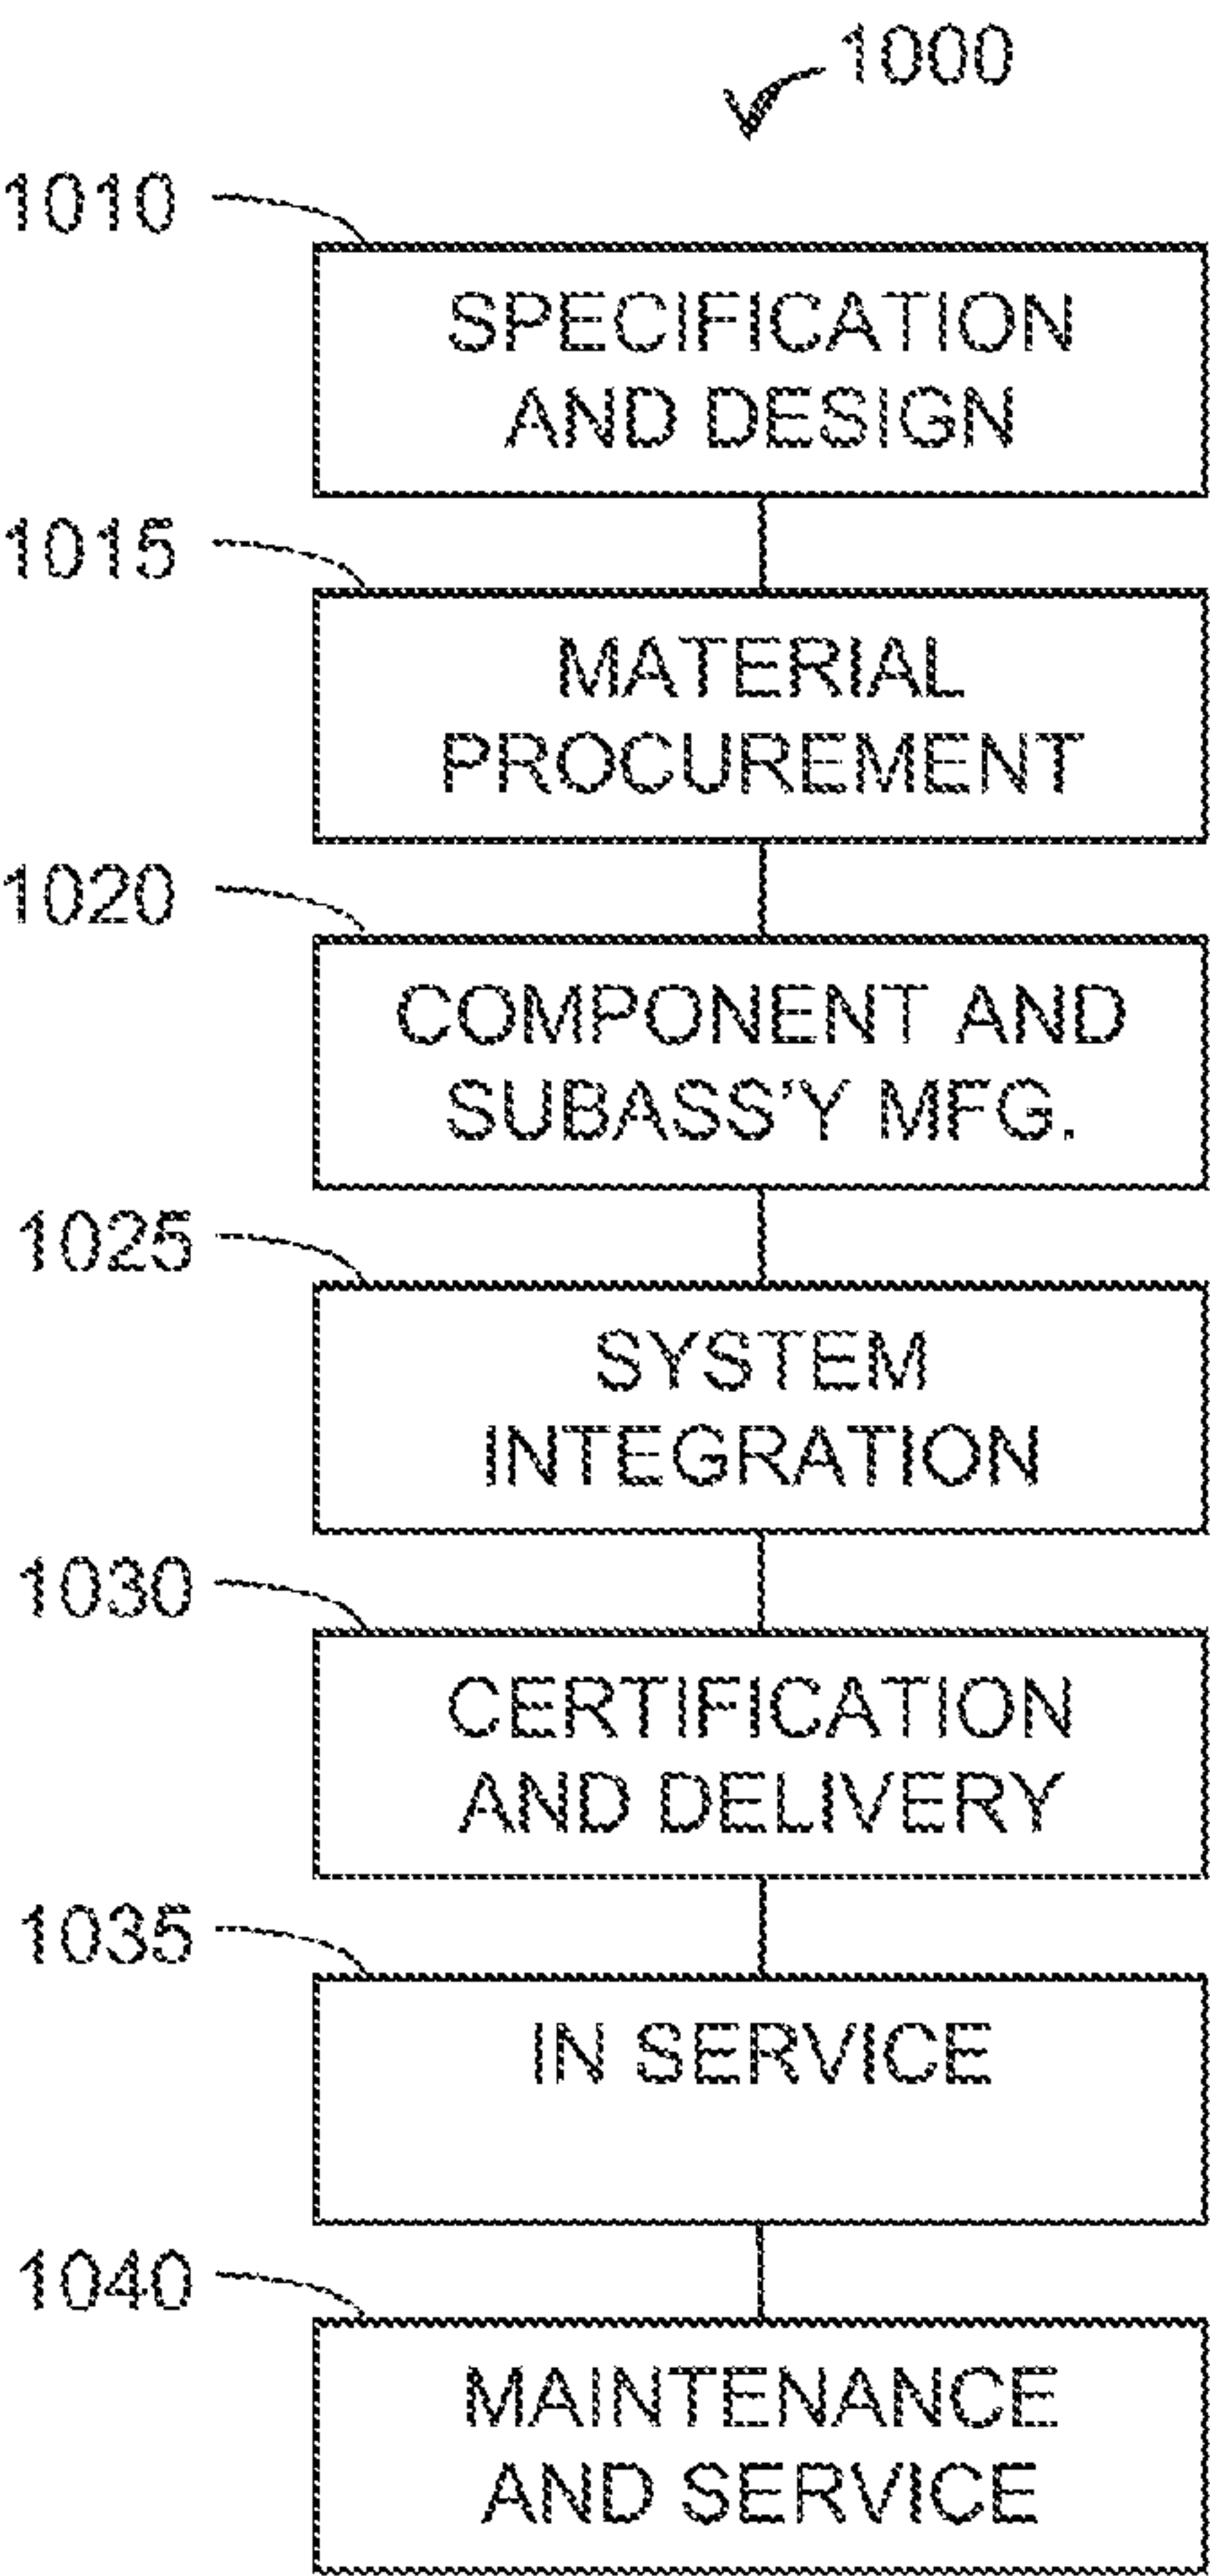 1000
1010
SPECIFICATION
AND DESIGN
1015
MATERIAL
PROCUREMENT
1020
COMPONENT AND
SUBASS'Y MFG.
1025
SYSTEM
INTEGRATION
1030
CERTIFICATION
AND DELIVERY
1035
IN SERVICE
1040
MAINTENANCE
AND SERVICE